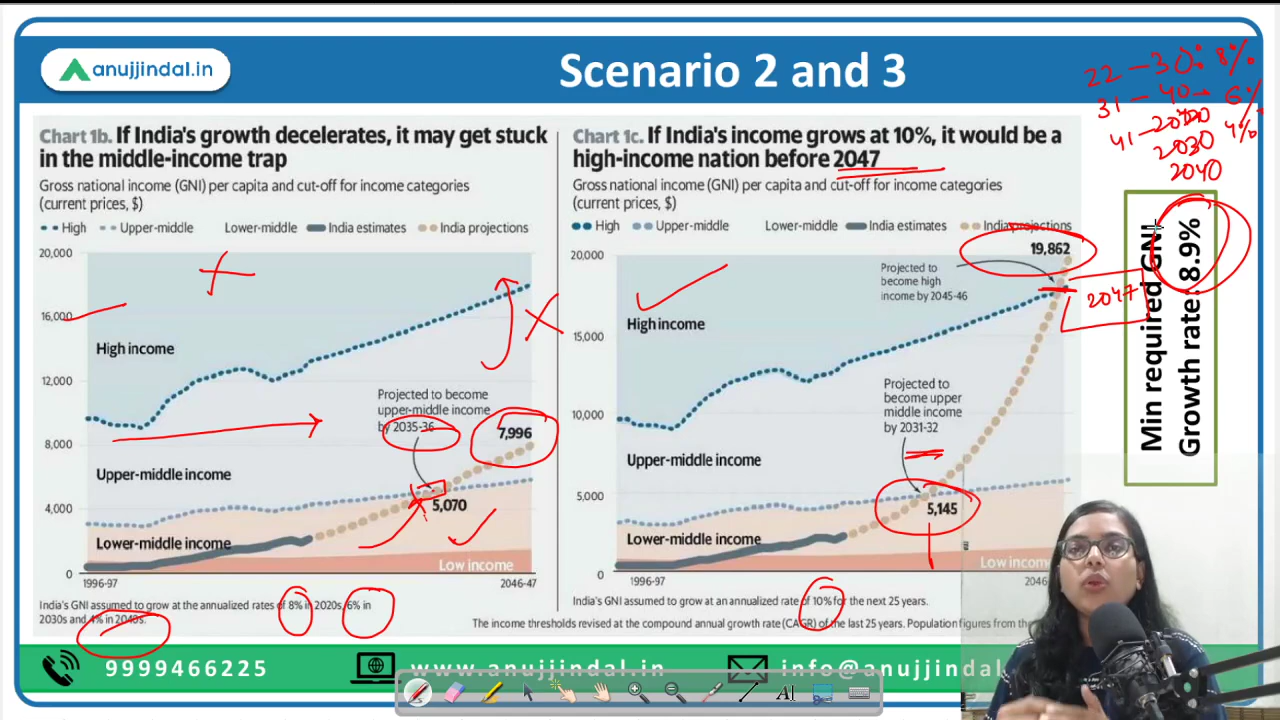 anujjindal.in
Scenario 2 and 3
22 – 30: 8%
31 – 40 → 6%
41 – 4%
2030
2040
Chart 1b. If India's growth decelerates, it may get stuck
in the middle-income trap
Gross national income (GNI) per capita and cut-off for income categories
(current prices, $)
High Upper-middle Lower-middle India estimates India projections
20,000
16,000
12,000
8,000
4,000
0
High income
Upper-middle income
Lower-middle income
Low income
Projected to become
upper-middle income
by 2035-36
7,996
5,070
1996-97
2046-47
India's GNI assumed to grow at the annualized rates of 8% in 2020s, 6% in
2030s and 4% in 2040s.
Chart 1c. If India's income grows at 10%, it would be a
high-income nation before 2047
Gross national income (GNI) per capita and cut-off for income categories
(current prices, $)
High Upper-middle Lower-middle India estimates India projections
20,000
15,000
10,000
5,000
0
High income
Upper-middle income
Lower-middle income
Low income
19,862
Projected to
become high
income by 2045-46
2047
Projected to
become upper
middle income
by 2031-32
5,145
1996-97
2046
India's GNI assumed to grow at an annualized rate of 10% for the next 25 years.
The income thresholds revised at the compound annual growth rate (CAGR) of the last 25 years. Population figures from the
Min required GNI
Growth rate: 8.9%
9999466225
www.anujjindal.in
info@anujjindal